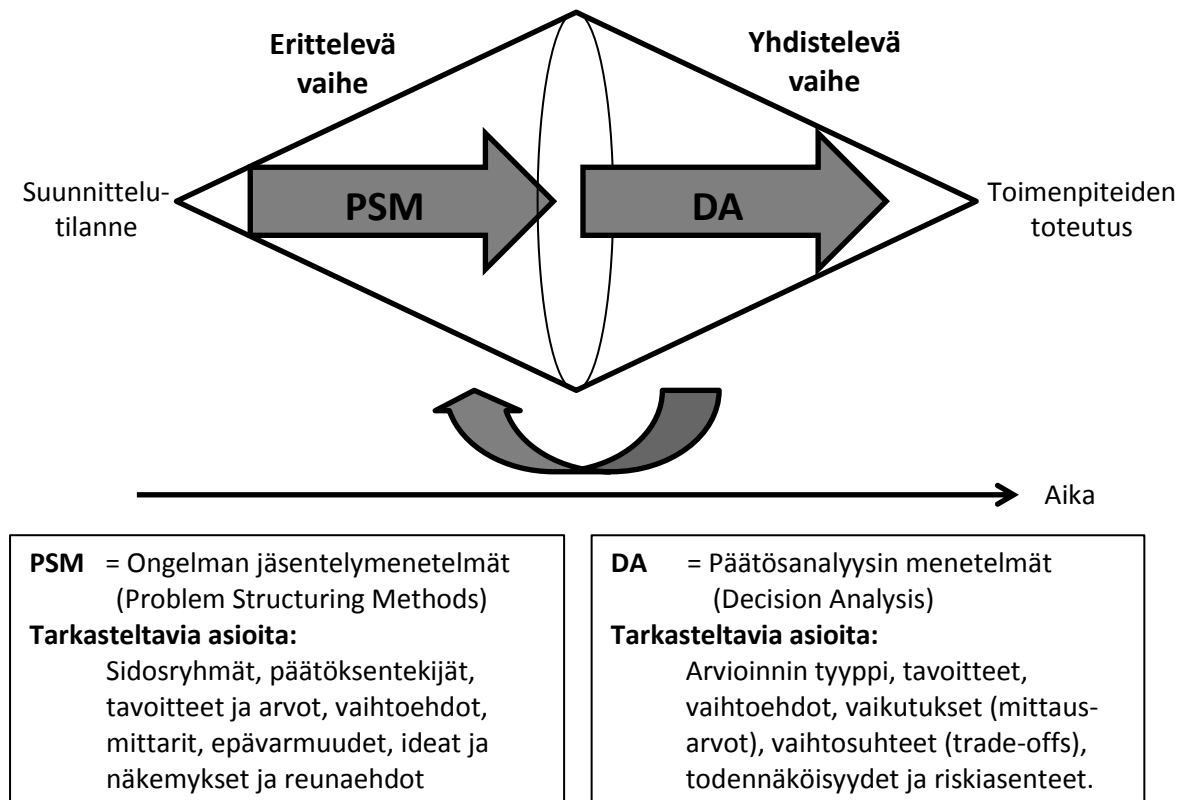 Erittelevä
vaihe
Yhdistelevä
vaihe
Suunnittelu-
tilanne
PSM
DA
Toimenpiteiden
toteutus
Aika
PSM = Ongelman jäsentelymenetelmät
(Problem Structuring Methods)
Tarkasteltavia asioita:
Sidosryhmät, päätöksentekijät,
tavoitteet ja arvot, vaihtoehdot,
mittarit, epävarmuudet, ideat ja
näkemykset ja reunaehdot
DA = Päätösanalyysin menetelmät
(Decision Analysis)
Tarkasteltavia asioita:
Arvioinnin tyyppi, tavoitteet,
vaihtoehdot, vaikutukset (mittaus-
arvot), vaihtosuhteet (trade-offs),
todennäköisyydet ja riskiasenteet.